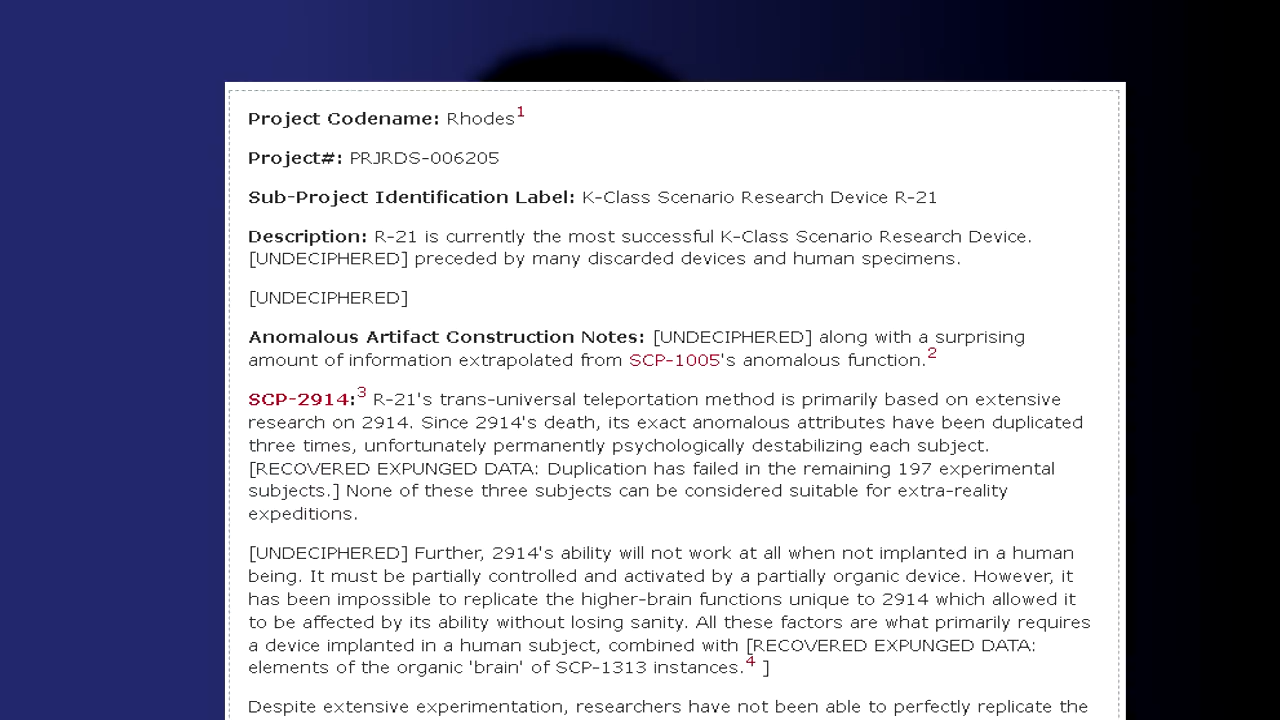 Project Codename: Rhodes1
Project#: PRJRDS-006205
Sub-Project Identification Label: K-Class Scenario Research Device R-21
Description: R-21 is currently the most successful K-Class Scenario Research Device.
[UNDECIPHERED] preceded by many discarded devices and human specimens.
[UNDECIPHERED]
Anomalous Artifact Construction Notes: [UNDECIPHERED] along with a surprising
amount of information extrapolated from SCP-1005's anomalous function.2
SCP-2914:3 R-21's trans-universal teleportation method is primarily based on extensive
research on 2914. Since 2914's death, its exact anomalous attributes have been duplicated
three times, unfortunately permanently psychologically destabilizing each subject.
[RECOVERED EXPUNGED DATA: Duplication has failed in the remaining 197 experimental
subjects.] None of these three subjects can be considered suitable for extra-reality
expeditions.
[UNDECIPHERED] Further, 2914's ability will not work at all when not implanted in a human
being. It must be partially controlled and activated by a partially organic device. However, it
has been impossible to replicate the higher-brain functions unique to 2914 which allowed it
to be affected by its ability without losing sanity. All these factors are what primarily requires
a device implanted in a human subject, combined with [RECOVERED EXPUNGED DATA:
elements of the organic 'brain' of SCP-1313 instances.4 ]
Despite extensive experimentation, researchers have not been able to perfectly replicate the